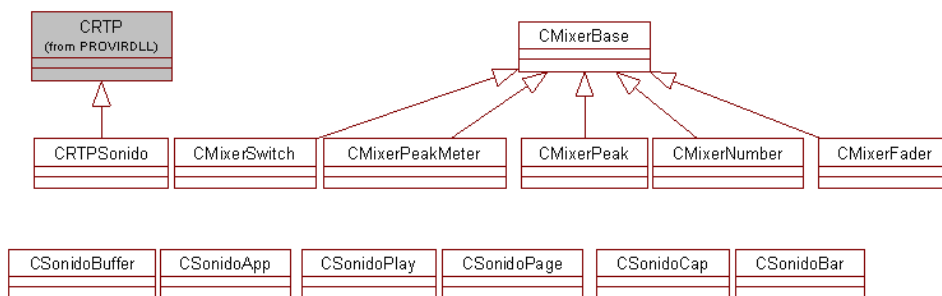 CRTP
(from PROVIRDLL)
CMixerBase
CRTPSonido
CMixerSwitch
CMixerPeakMeter
CMixerPeak
CMixerNumber
CMixerFader
CSonidoBuffer
CSonidoApp
CSonidoPlay
CSonidoPage
CSonidoCap
CSonidoBar